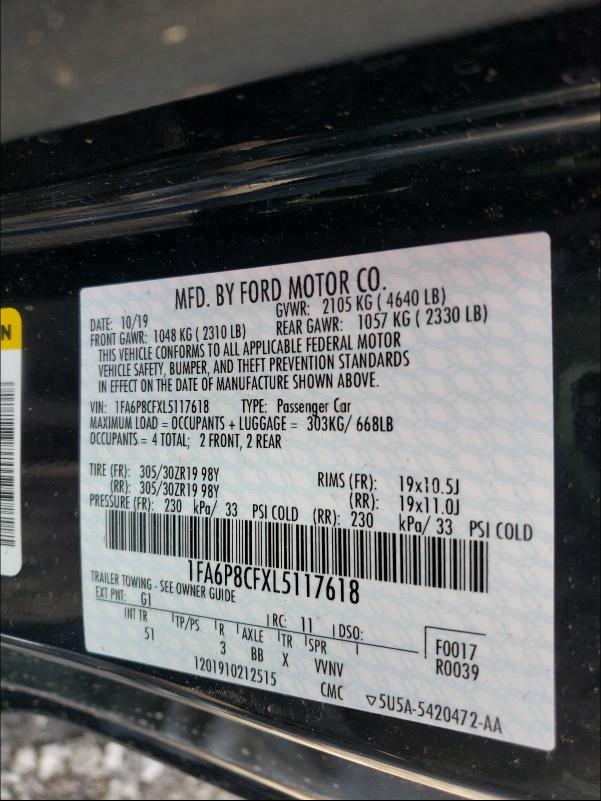 MFD. BY FORD MOTOR CO.
DATE: 10/19 GVWR: 2105 KG ( 4640 LB)
FRONT GAWR: 1048 KG ( 2310 LB) REAR GAWR: 1057 KG ( 2330 LB)
THIS VEHICLE CONFORMS TO ALL APPLICABLE FEDERAL MOTOR
VEHICLE SAFETY, BUMPER, AND THEFT PREVENTION STANDARDS
IN EFFECT ON THE DATE OF MANUFACTURE SHOWN ABOVE.
VIN: 1FA6P8CFXL5117618 TYPE: Passenger Car
MAXIMUM LOAD = OCCUPANTS + LUGGAGE = 303KG/ 668LB
OCCUPANTS = 4 TOTAL; 2 FRONT, 2 REAR
TIRE (FR): 305/30ZR19 98Y RIMS (FR): 19x10.5J
(RR): 305/30ZR19 98Y (RR): 19x11.0J
PRESSURE (FR): 230 kPa/ 33 PSI COLD (RR): 230 kPa/ 33 PSI COLD
1FA6P8CFXL5117618
TRAILER TOWING - SEE OWNER GUIDE
EXT PNT: G1 RC: 11 DSO: F0017
INT TR TP/PS R AXLE TR SPR R0039
51 3 BB X VVNV
1201910212515 CMC ▽5U5A-5420472-AA
N